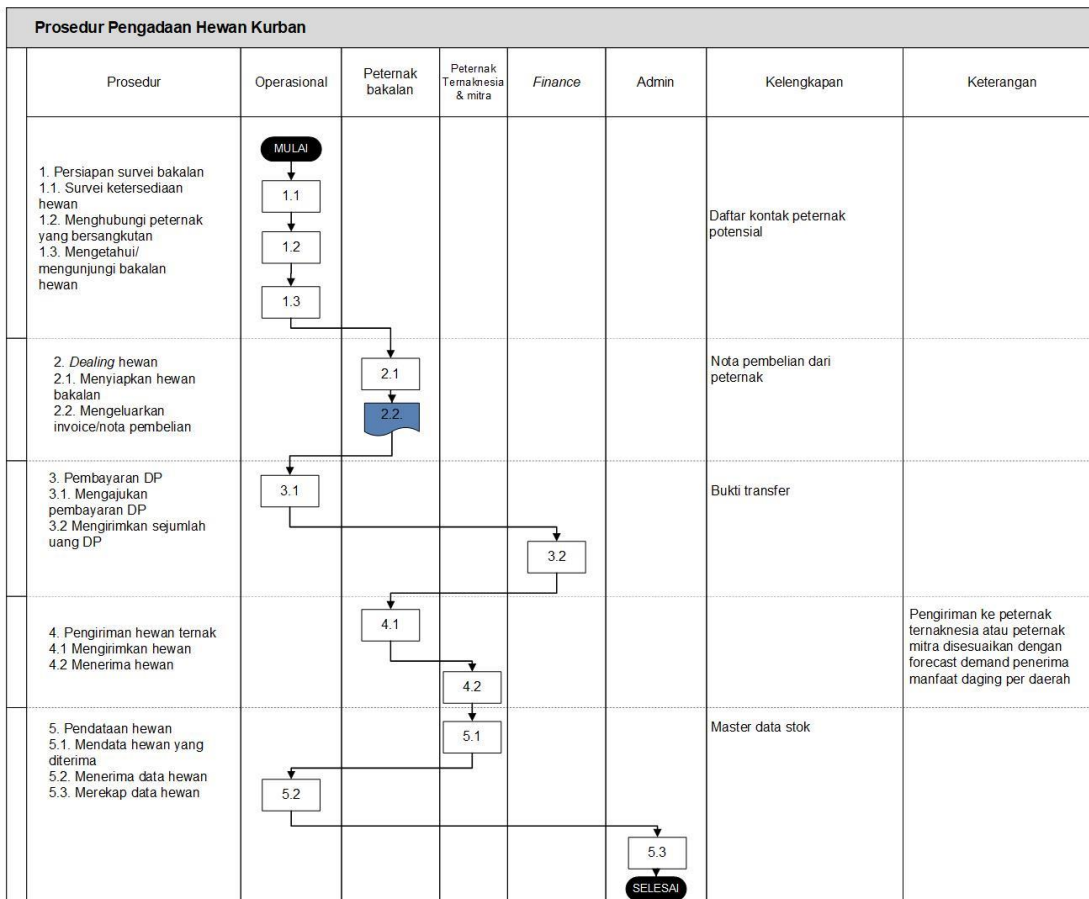 Prosedur Pengadaan Hewan Kurban
Prosedur
Operasional
Peternak
bakalan
Peternak
Ternaknesia
& mitra
Finance
Admin
Kelengkapan
Keterangan
1. Persiapan survei bakalan
1.1. Survei ketersediaan
hewan
1.2. Menghubungi peternak
yang bersangkutan
1.3. Mengetahui/
mengunjungi bakalan
hewan
MULAI
1.1
1.2
1.3
Daftar kontak peternak
potensial
2. Dealing hewan
2.1. Menyiapkan hewan
bakalan
2.2. Mengeluarkan
invoice/nota pembelian
2.1
2.2.
Nota pembelian dari
peternak
3. Pembayaran DP
3.1. Mengajukan
pembayaran DP
3.2 Mengirimkan sejumlah
uang DP
3.1
3.2
Bukti transfer
4. Pengiriman hewan ternak
4.1 Mengirimkan hewan
4.2 Menerima hewan
4.1
4.2
Pengiriman ke peternak
ternaknesia atau peternak
mitra disesuaikan dengan
forecast demand penerima
manfaat daging per daerah
5. Pendataan hewan
5.1. Mendata hewan yang
diterima
5.2. Menerima data hewan
5.3. Merekap data hewan
5.1
5.2
5.3
SELESAI
Master data stok